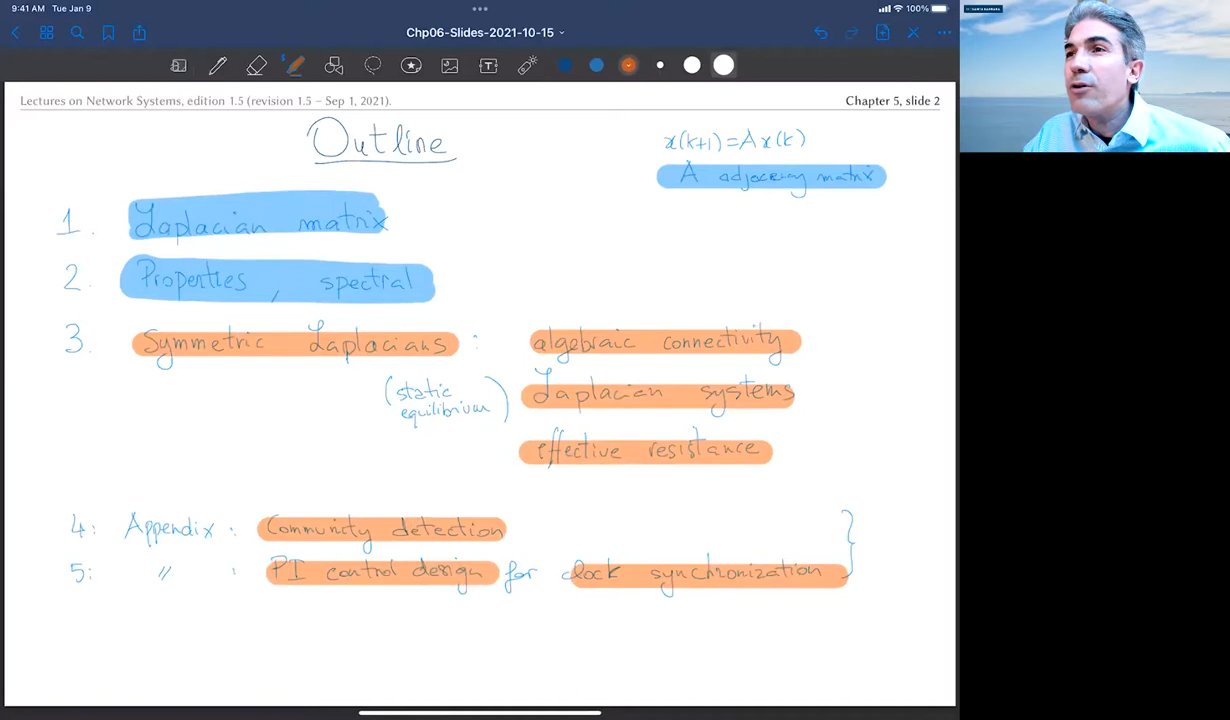 9:41 AM Tue Jan 9
100%
Chp06-Slides-2021-10-15
Lectures on Network Systems, edition 1.5 (revision 1.5 – Sep 1, 2021).
Chapter 5, slide 2
Outline
x(k+1)=Ax(k)
A adjacency matrix
1. Laplacian matrix
2. Properties, spectral
3. Symmetric Laplacians: algebraic connectivity
(static equilibrium) Laplacian systems
effective resistance
4: Appendix: Community detection
5: " : PI control design for clock synchronization